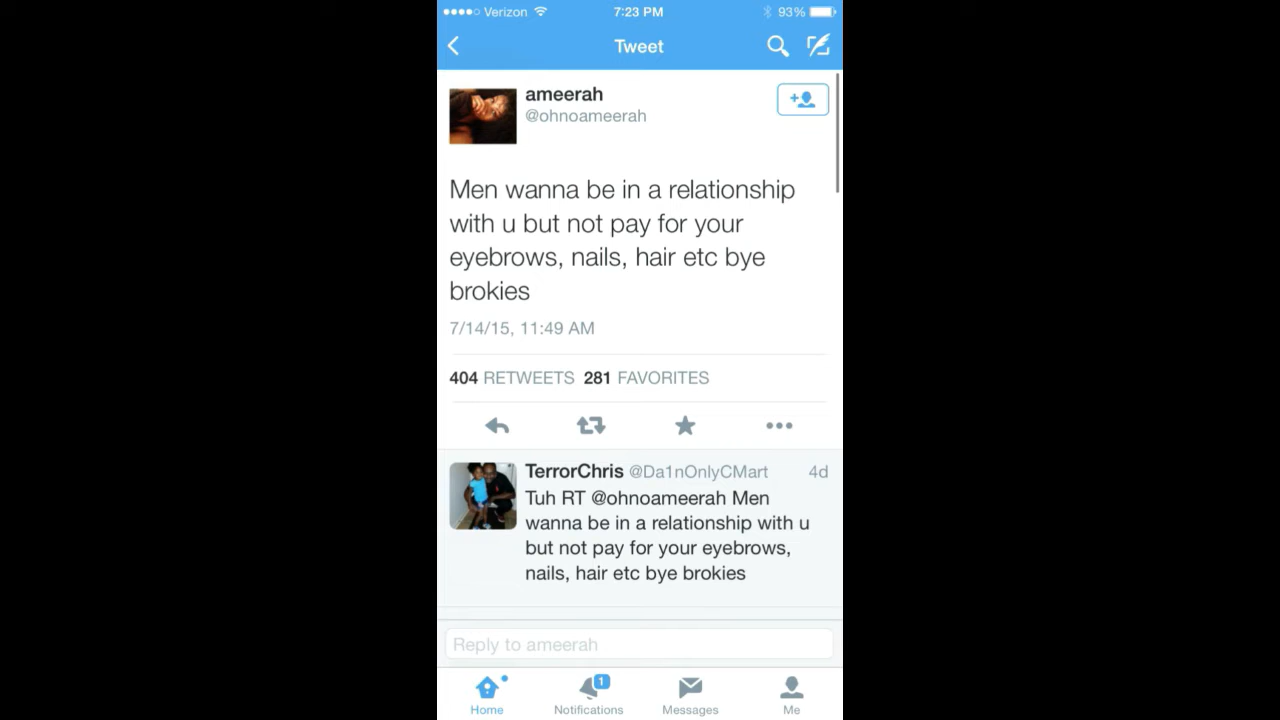 Verizon 7:23 PM 93%
Tweet
ameerah
@ohnoameerah
Men wanna be in a relationship
with u but not pay for your
eyebrows, nails, hair etc bye
brokies
7/14/15, 11:49 AM
404 RETWEETS 281 FAVORITES
TerrorChris @Da1nOnlyCMart 4d
Tuh RT @ohnoameerah Men
wanna be in a relationship with u
but not pay for your eyebrows,
nails, hair etc bye brokies
Reply to ameerah
1
Home Notifications Messages Me